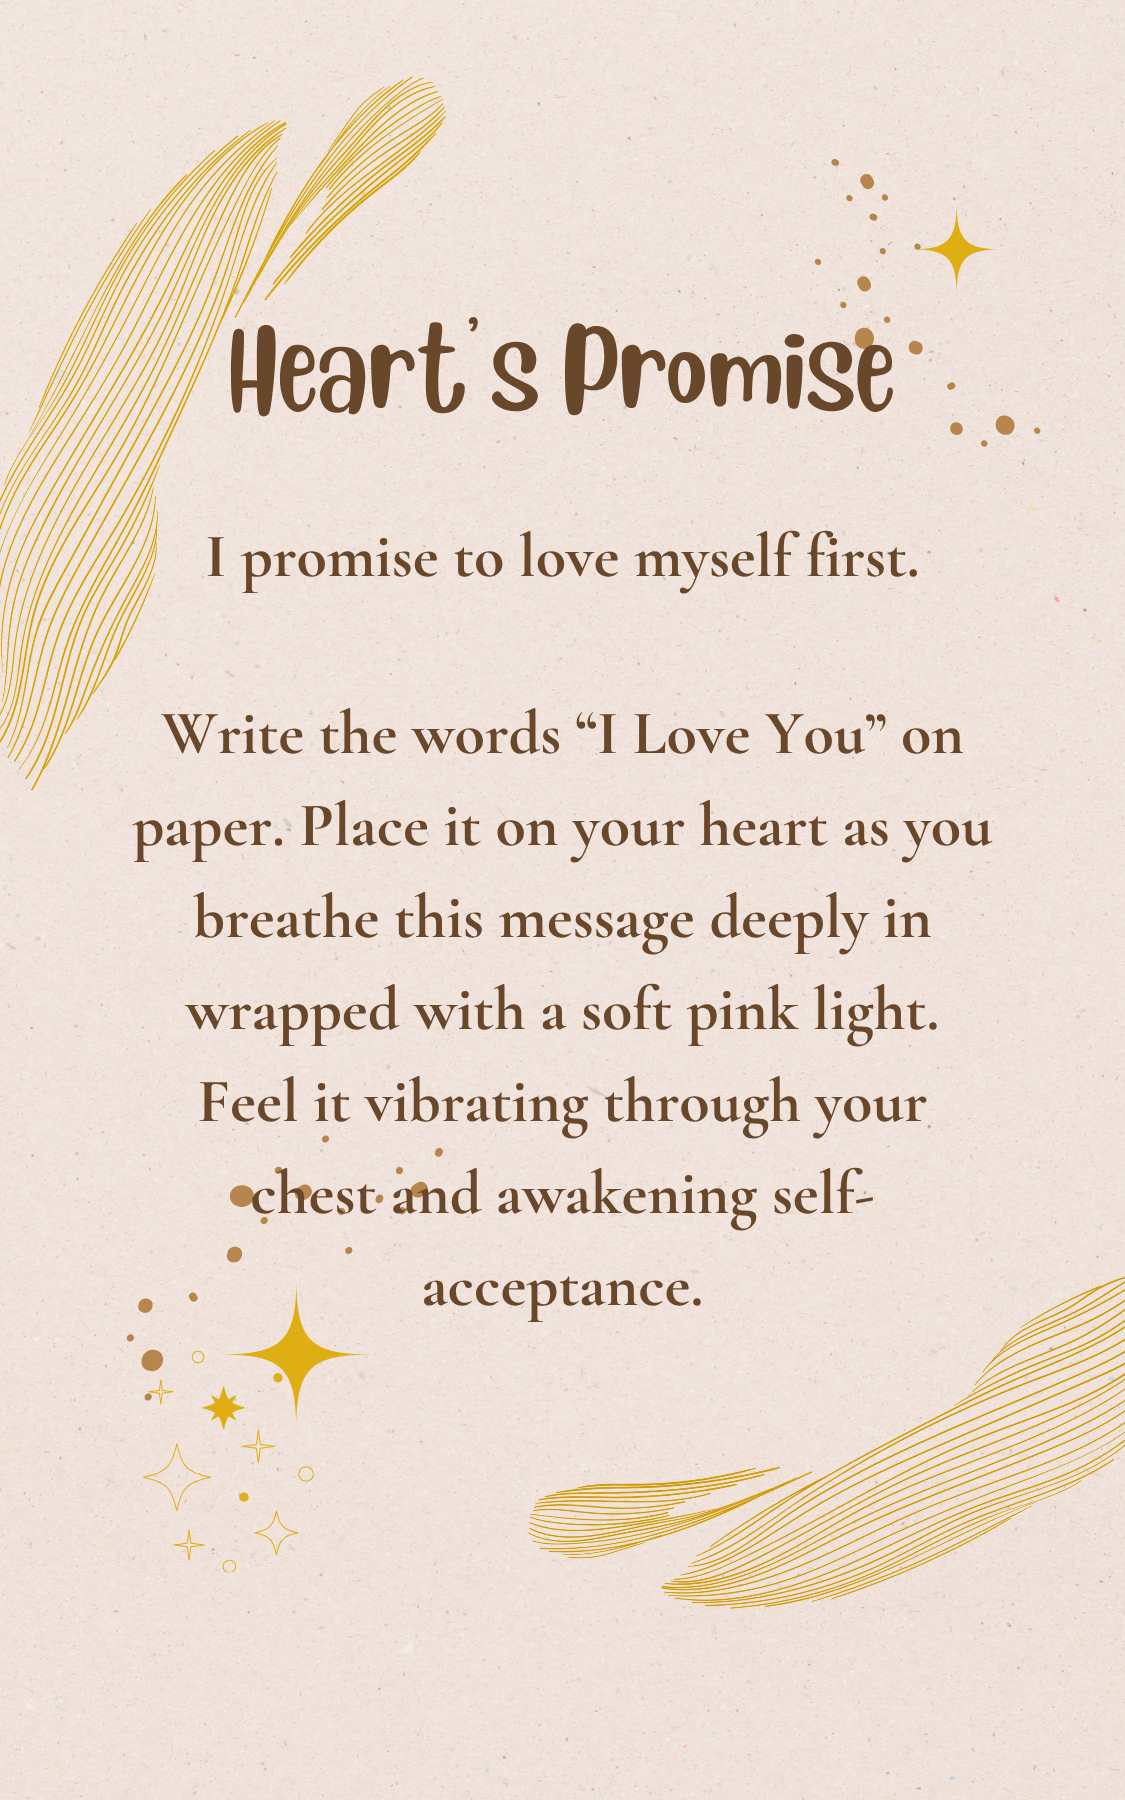 Heart's Promise
I promise to love myself first.
Write the words “I Love You” on
paper. Place it on your heart as you
breathe this message deeply in
wrapped with a soft pink light.
Feel it vibrating through your
chest and awakening self-
acceptance.